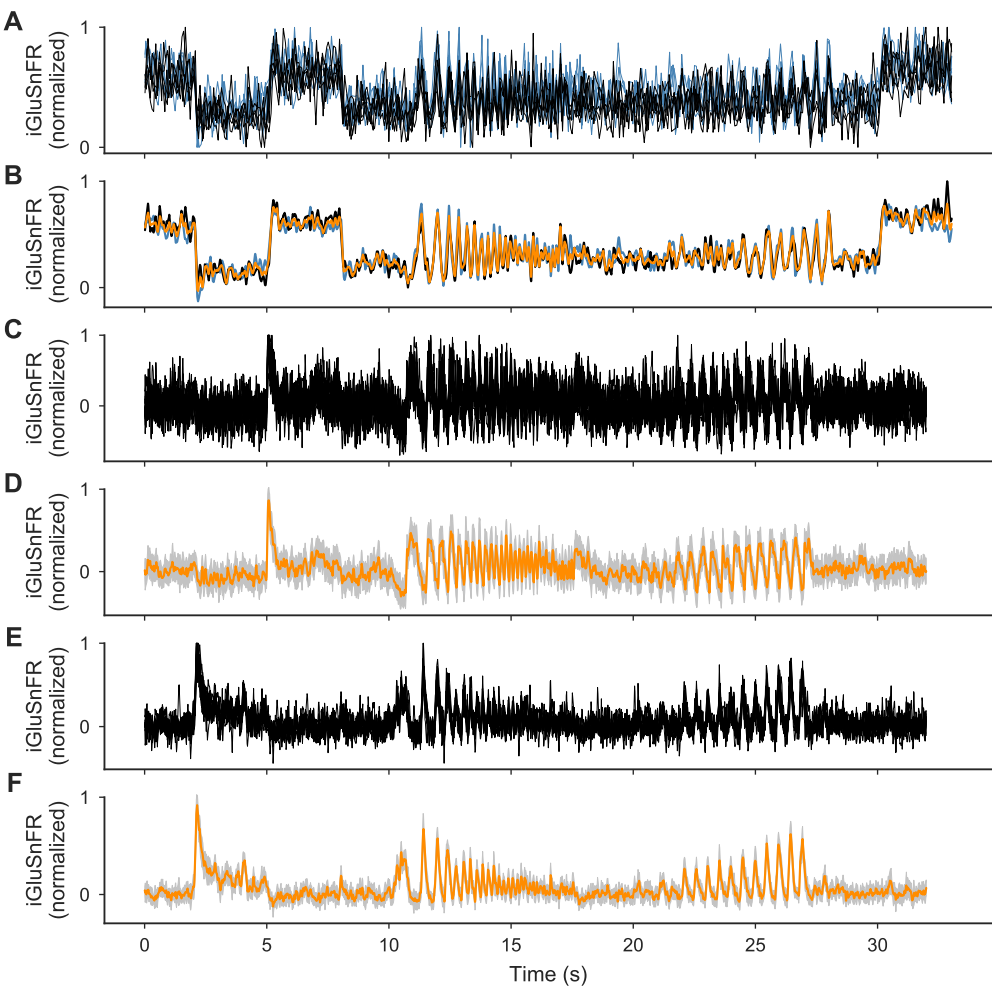 A
iGluSnFR
(normalized)
1
0
B
iGluSnFR
(normalized)
1
0
C
iGluSnFR
(normalized)
1
0
D
iGluSnFR
(normalized)
1
0
E
iGluSnFR
(normalized)
1
0
F
iGluSnFR
(normalized)
1
0
0 5 10 15 20 25 30
Time (s)